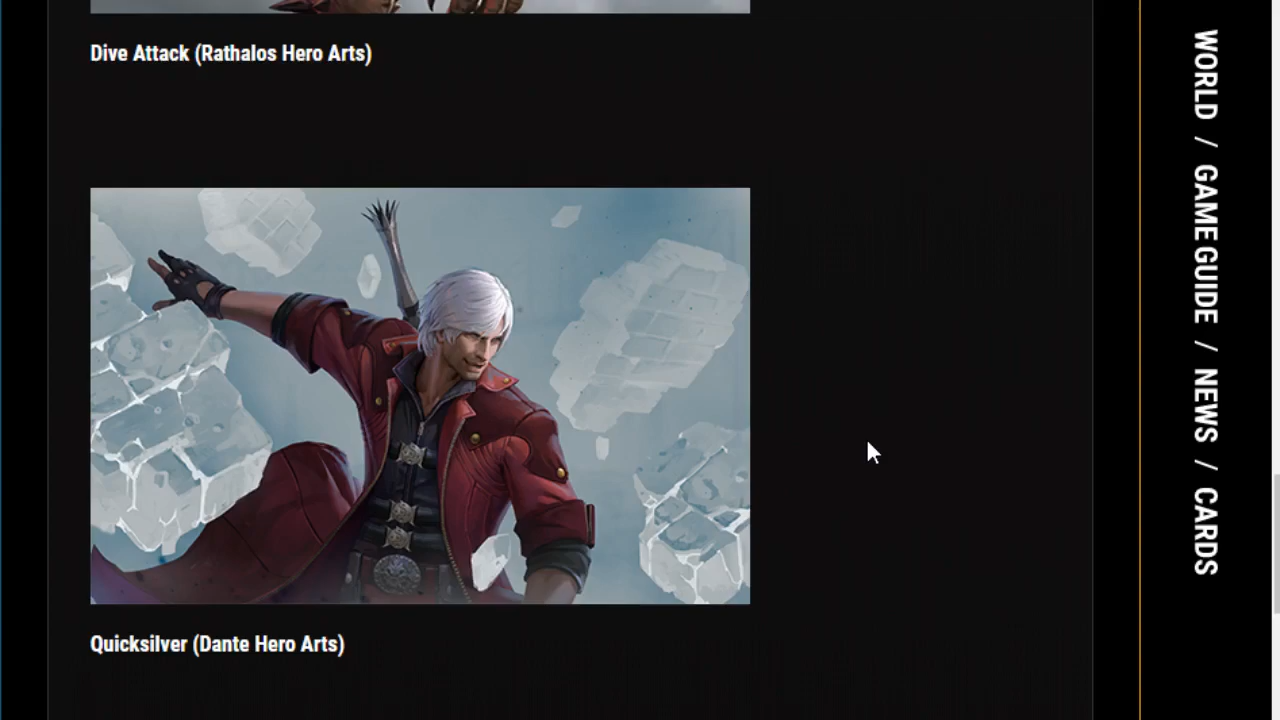 Dive Attack (Rathalos Hero Arts)
Quicksilver (Dante Hero Arts)
WORLD / GAME GUIDE / NEWS / CARDS